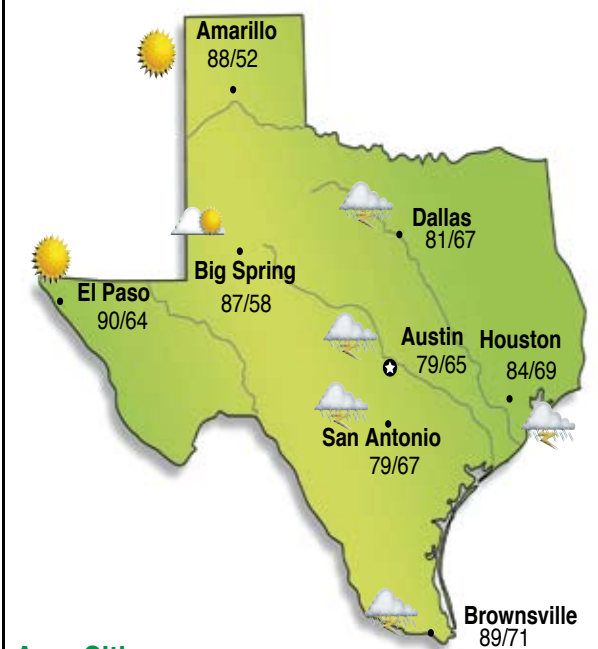 Amarillo
88/52
Dallas
81/67
Big Spring
87/58
El Paso
90/64
Austin
79/65
Houston
84/69
San Antonio
79/67
Brownsville
89/71